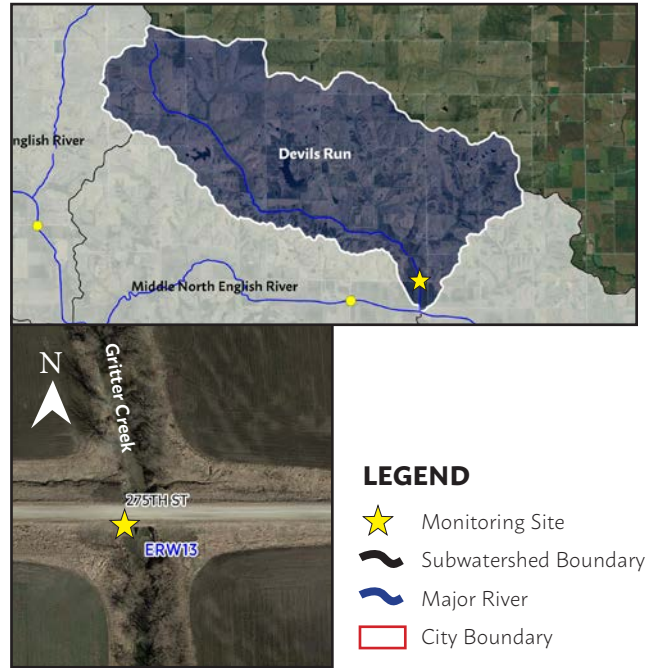 nglish River
Devils Run
Middle North English River
N
Gritter Creek
275TH ST
ERW13
LEGEND
Monitoring Site
Subwatershed Boundary
Major River
City Boundary